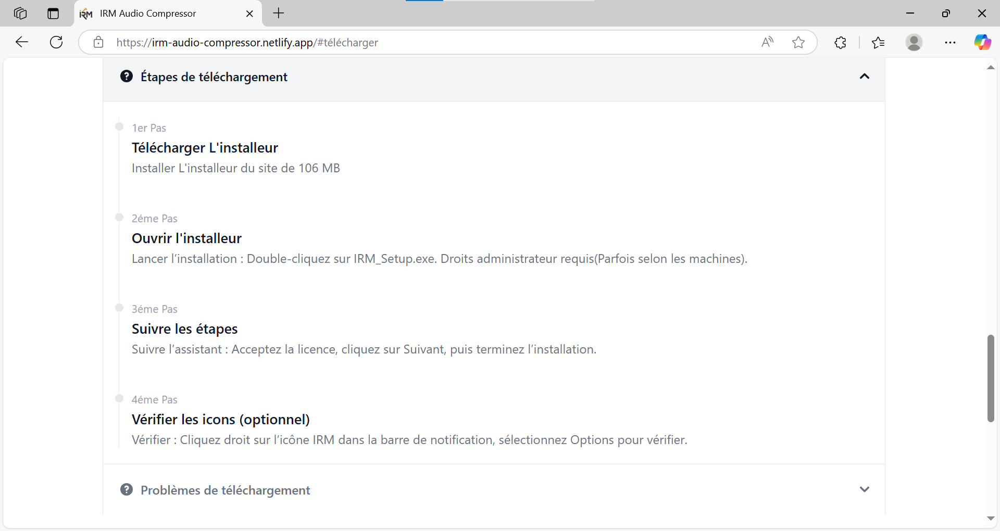 IRM IRM Audio Compressor
https://irm-audio-compressor.netlify.app/#télécharger
Étapes de téléchargement
1er Pas
Télécharger L'installeur
Installer L'installeur du site de 106 MB
2éme Pas
Ouvrir l'installeur
Lancer l’installation : Double-cliquez sur IRM_Setup.exe. Droits administrateur requis(Parfois selon les machines).
3éme Pas
Suivre les étapes
Suivre l’assistant : Acceptez la licence, cliquez sur Suivant, puis terminez l’installation.
4éme Pas
Vérifier les icons (optionnel)
Vérifier : Cliquez droit sur l’icône IRM dans la barre de notification, sélectionnez Options pour vérifier.
Problèmes de téléchargement